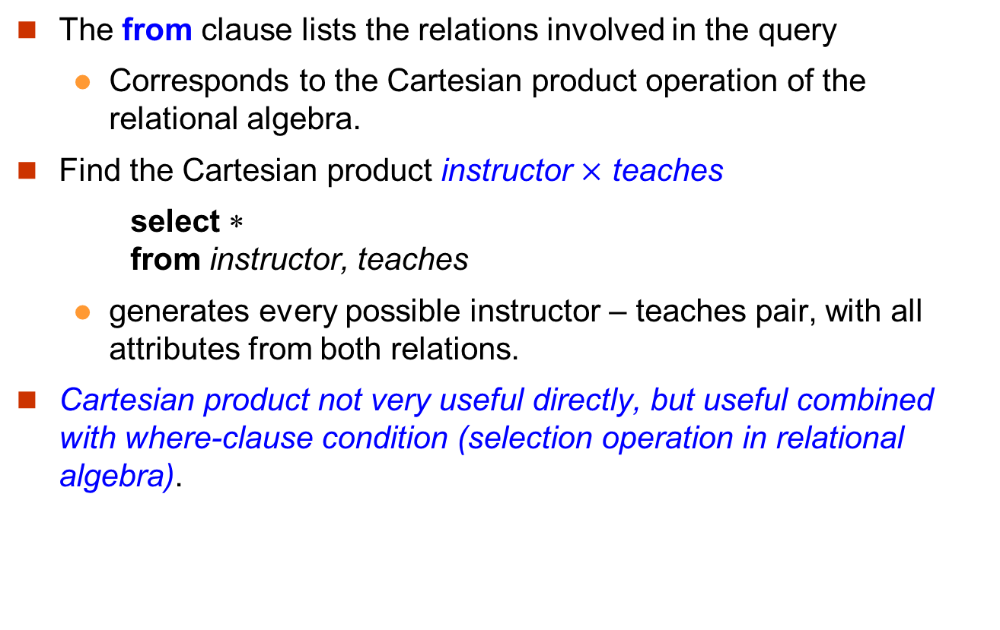 The from clause lists the relations involved in the query
Corresponds to the Cartesian product operation of the
relational algebra.
Find the Cartesian product instructor × teaches
select *
from instructor, teaches
generates every possible instructor – teaches pair, with all
attributes from both relations.
Cartesian product not very useful directly, but useful combined
with where-clause condition (selection operation in relational
algebra).